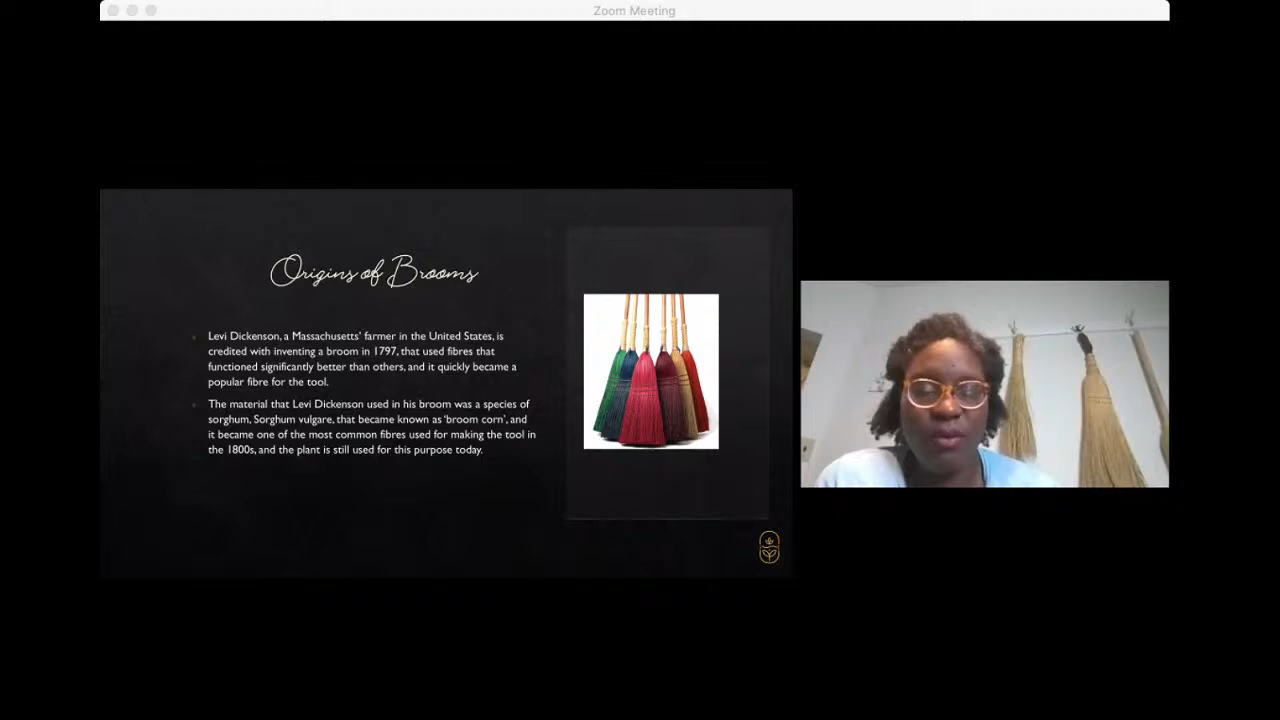 Zoom Meeting
Origins of Brooms
Levi Dickenson, a Massachusetts' farmer in the United States, is
credited with inventing a broom in 1797, that used fibres that
functioned significantly better than others, and it quickly became a
popular fibre for the tool.
The material that Levi Dickenson used in his broom was a species of
sorghum, Sorghum vulgare, that became known as 'broom corn', and
it became one of the most common fibres used for making the tool in
the 1800s, and the plant is still used for this purpose today.